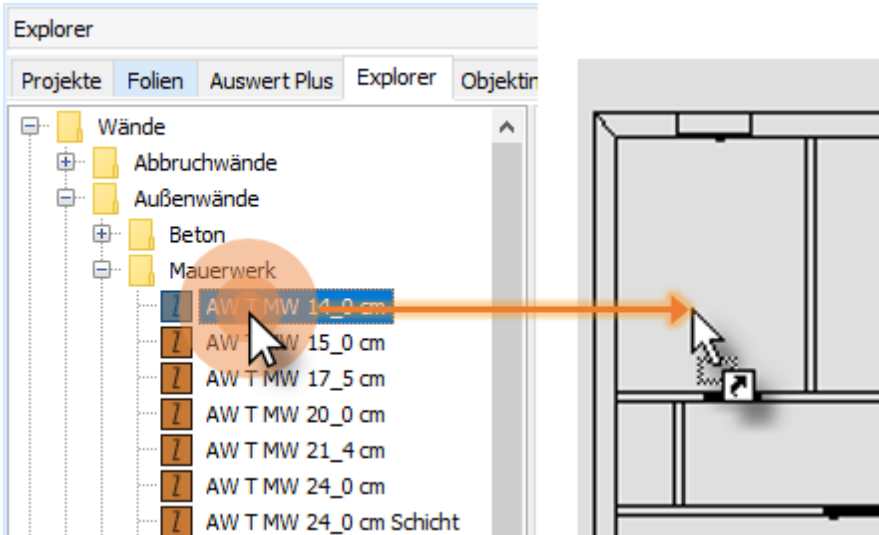 Explorer
Projekte Folien Auswert Plus Explorer Objektin
Wände
Abbruchwände
Außenwände
Beton
Mauerwerk
AW T MW 14_0 cm
AW T MW 15_0 cm
AW T MW 17_5 cm
AW T MW 20_0 cm
AW T MW 21_4 cm
AW T MW 24_0 cm
AW T MW 24_0 cm Schicht